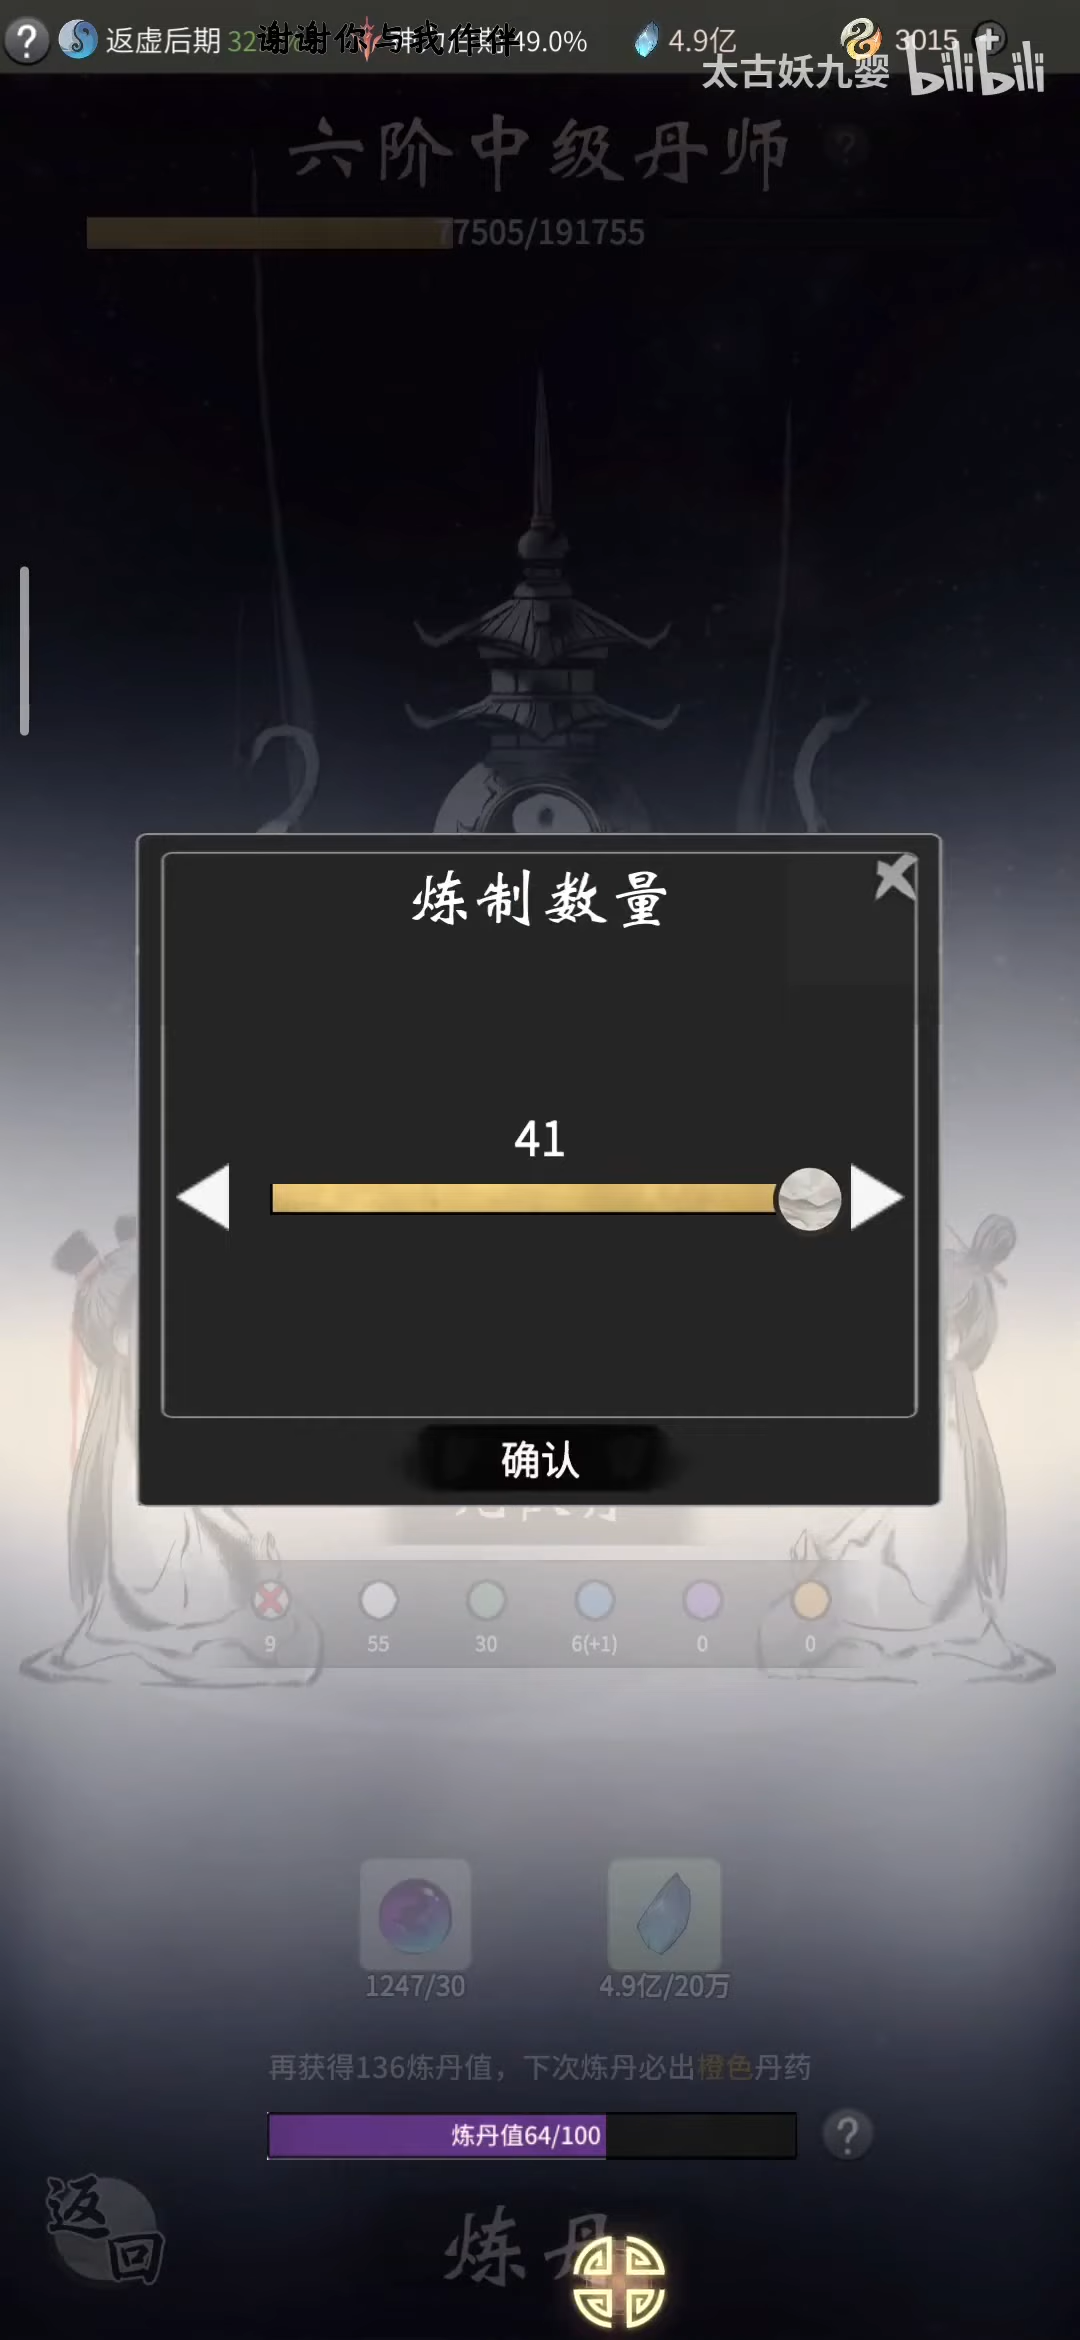 返虚后期 32
谢谢你与我作伴
49.0%
4.9亿
3015
太古妖九婴 bilibili
六阶中级丹师
77505/191755
炼制数量
41
确认
9
55
30
6(+1)
0
0
1247/30
4.9亿/20万
再获得136炼丹值，下次炼丹必出橙色丹药
炼丹值64/100
返回
炼丹